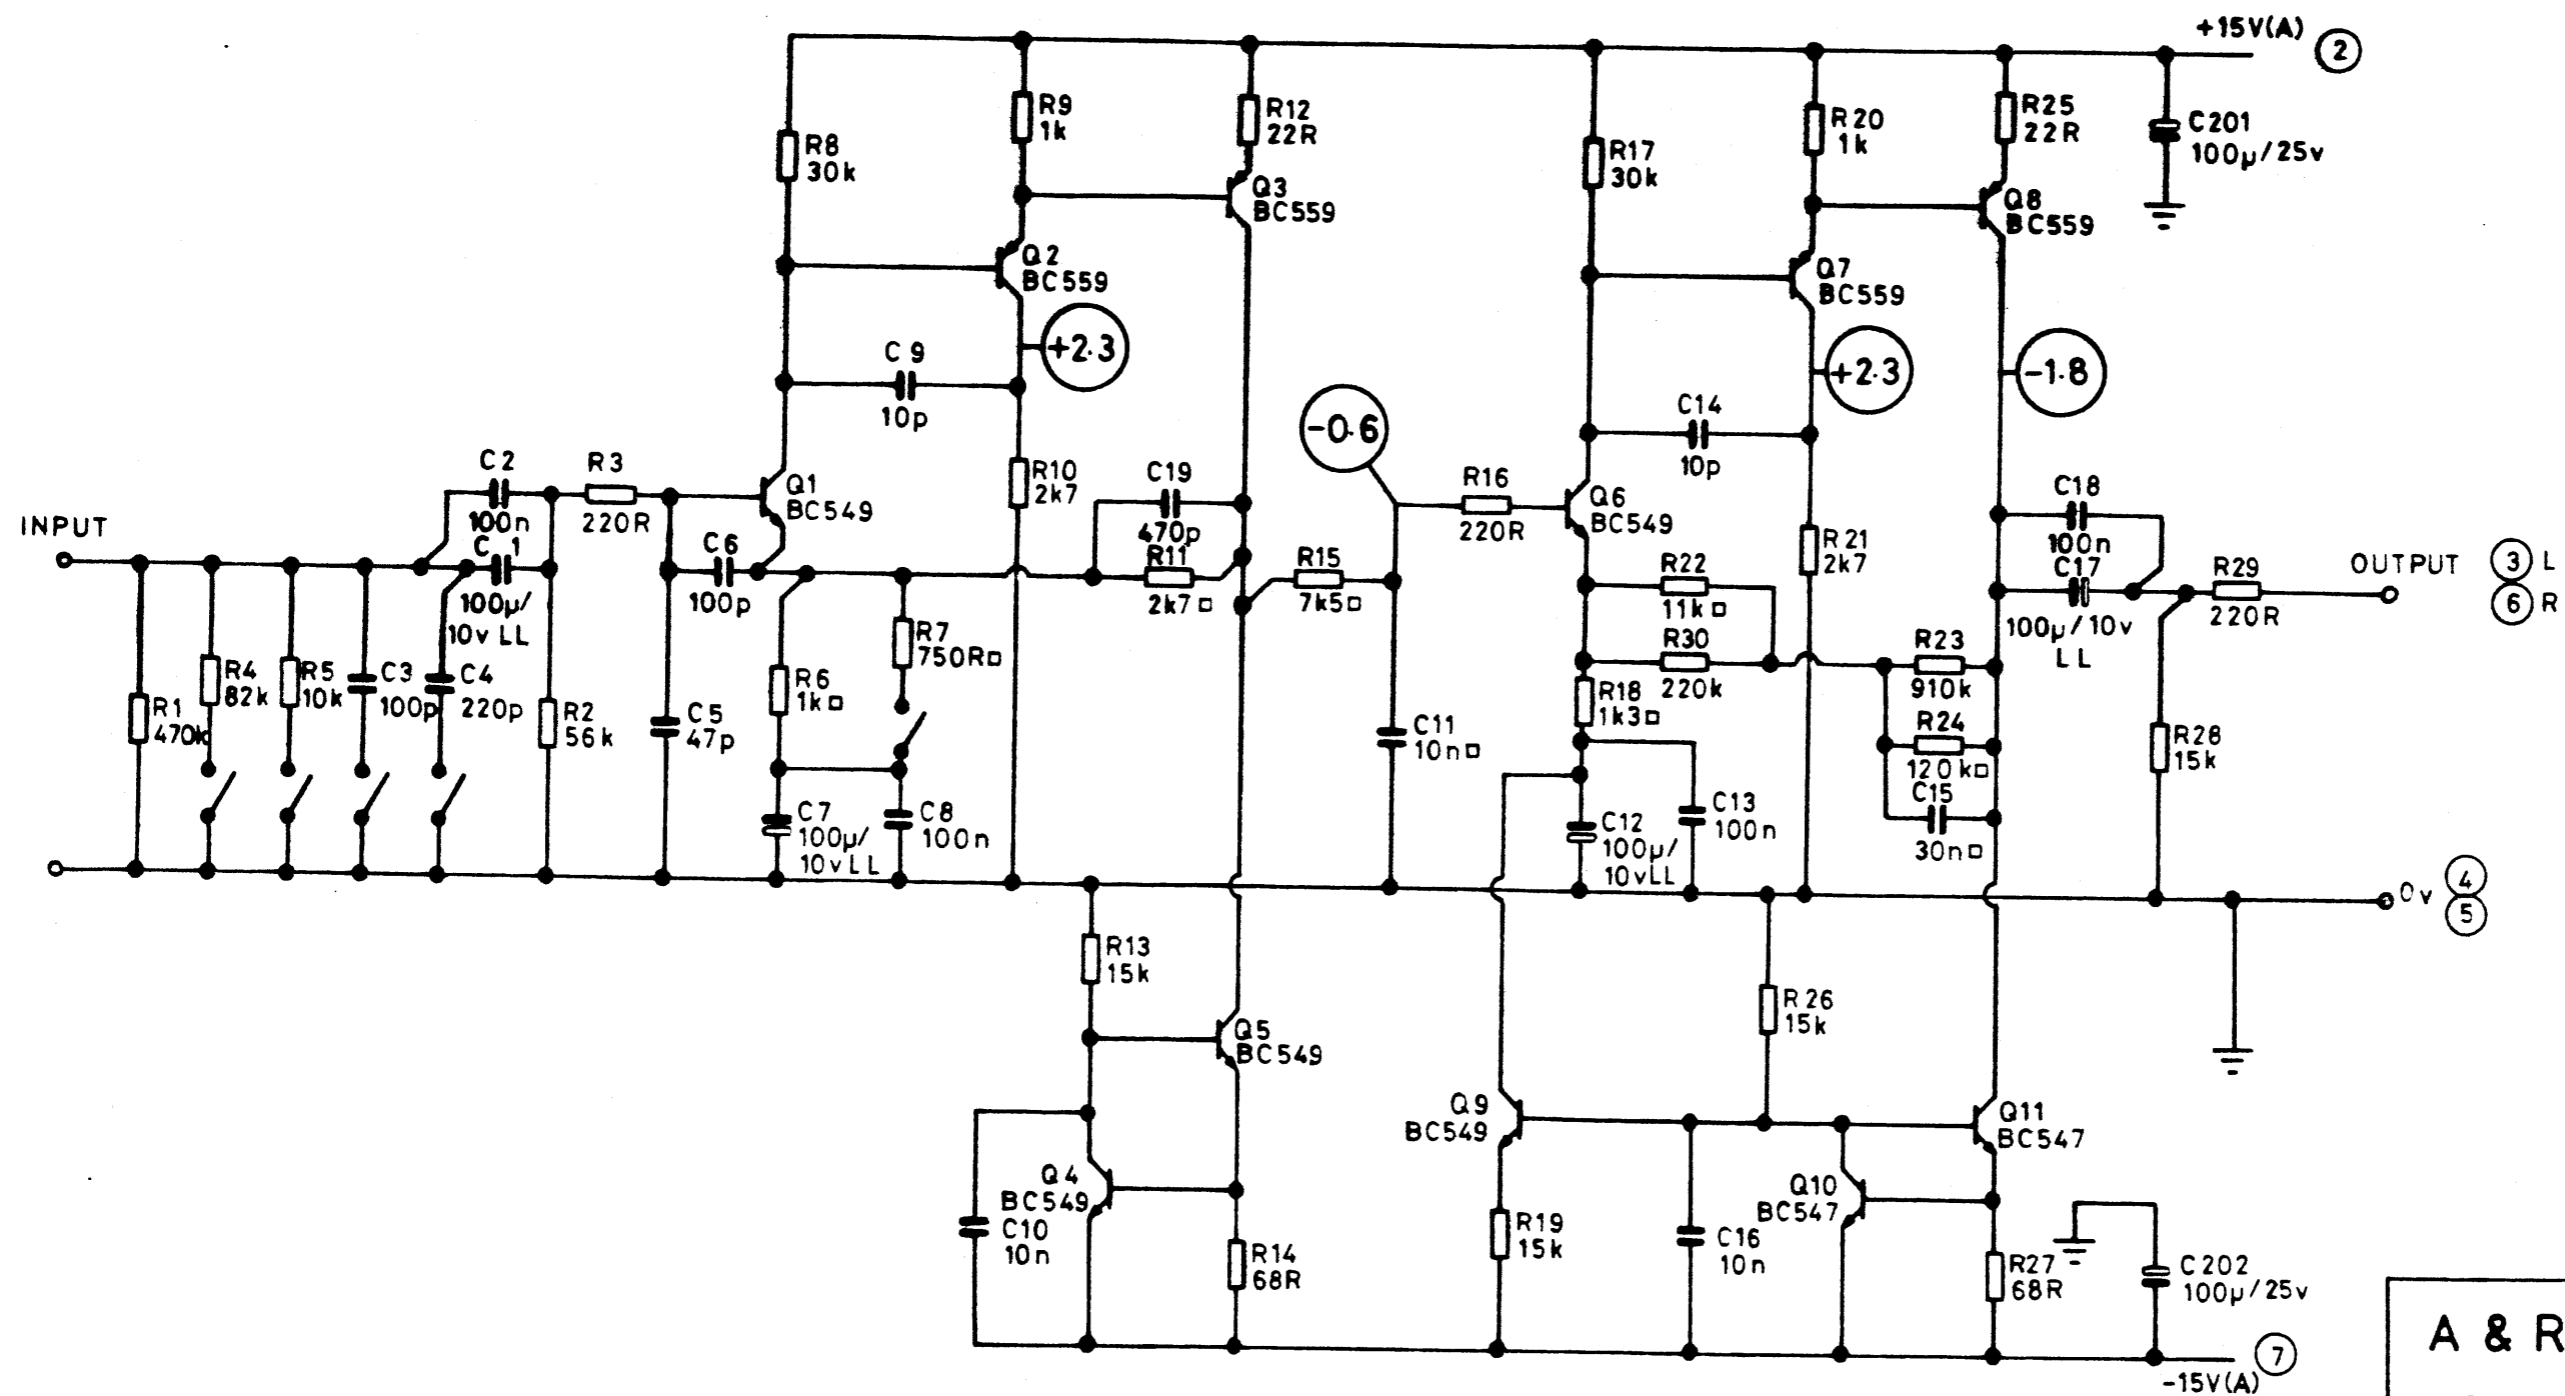 +15V(A)
2
R8
30k
R9
1k
R12
22R
Q3
BC559
Q2
BC559
+2.3
C9
10p
R17
30k
R20
1k
R25
22R
C201
100µ/25v
Q8
BC559
Q7
BC559
+2.3
-1.8
-0.6
C14
10p
INPUT
C2
100n
R3
220R
C1
100µ/
10v LL
Q1
BC549
C6
100p
R10
2k7
C19
470p
R11
2k7□
R15
7k5□
R16
220R
Q6
BC549
R22
11k□
R30
220k
R21
2k7
C18
100n
C17
100µ/10v
LL
R29
220R
OUTPUT
3 L
6 R
R1
470k
R4
82k
R5
10k
C3
100p
C4
220p
R2
56k
C5
47p
R6
1k□
R7
750R□
C7
100µ/
10vLL
C8
100n
C11
10n□
R18
1k3□
C12
100µ/
10vLL
C13
100n
R23
910k
R24
120k□
C15
30n□
R28
15k
0v
4
5
R13
15k
Q5
BC549
R26
15k
Q4
BC549
C10
10n
R14
68R
Q9
BC549
Q11
BC547
R19
15k
C16
10n
Q10
BC547
R27
68R
C202
100µ/25v
-15V(A)
7
A & R